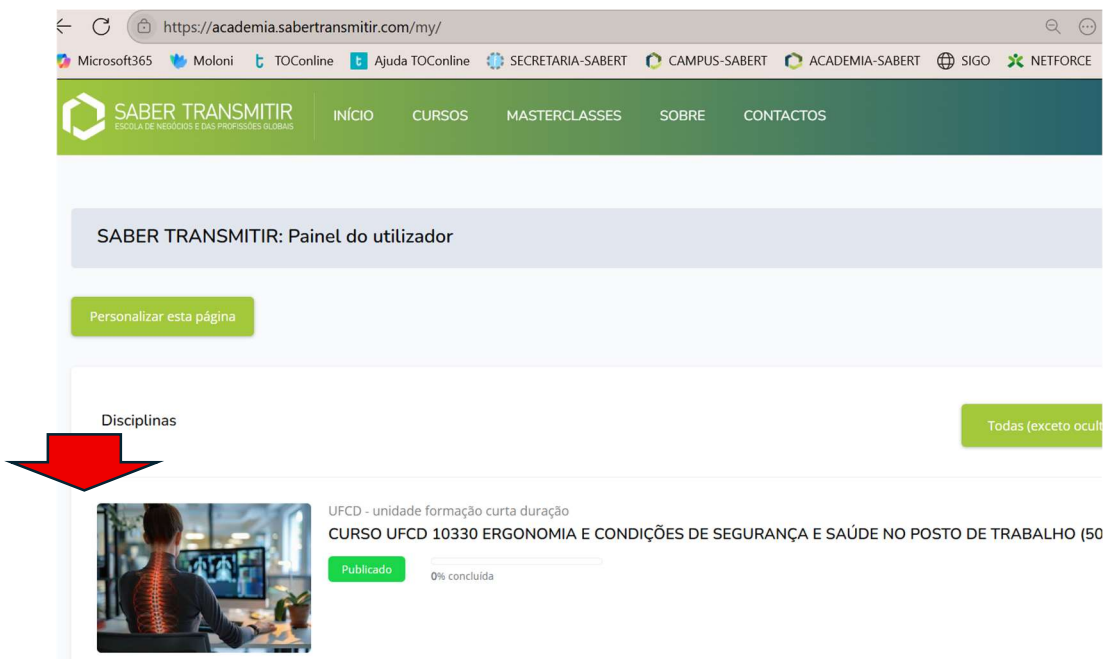 https://academia.sabertransmitir.com/my/
Microsoft365 Moloni TOConline Ajuda TOConline SECRETARIA-SABERT CAMPUS-SABERT ACADEMIA-SABERT SIGO NETFORCE
SABER TRANSMITIR
ESCOLA DE NEGÓCIOS E DAS PROFISSÕES GLOBAIS
INÍCIO CURSOS MASTERCLASSES SOBRE CONTACTOS
SABER TRANSMITIR: Painel do utilizador
Personalizar esta página
Disciplinas
Todas (exceto ocult
UFCD - unidade formação curta duração
CURSO UFCD 10330 ERGONOMIA E CONDIÇÕES DE SEGURANÇA E SAÚDE NO POSTO DE TRABALHO (50
Publicado
0% concluída